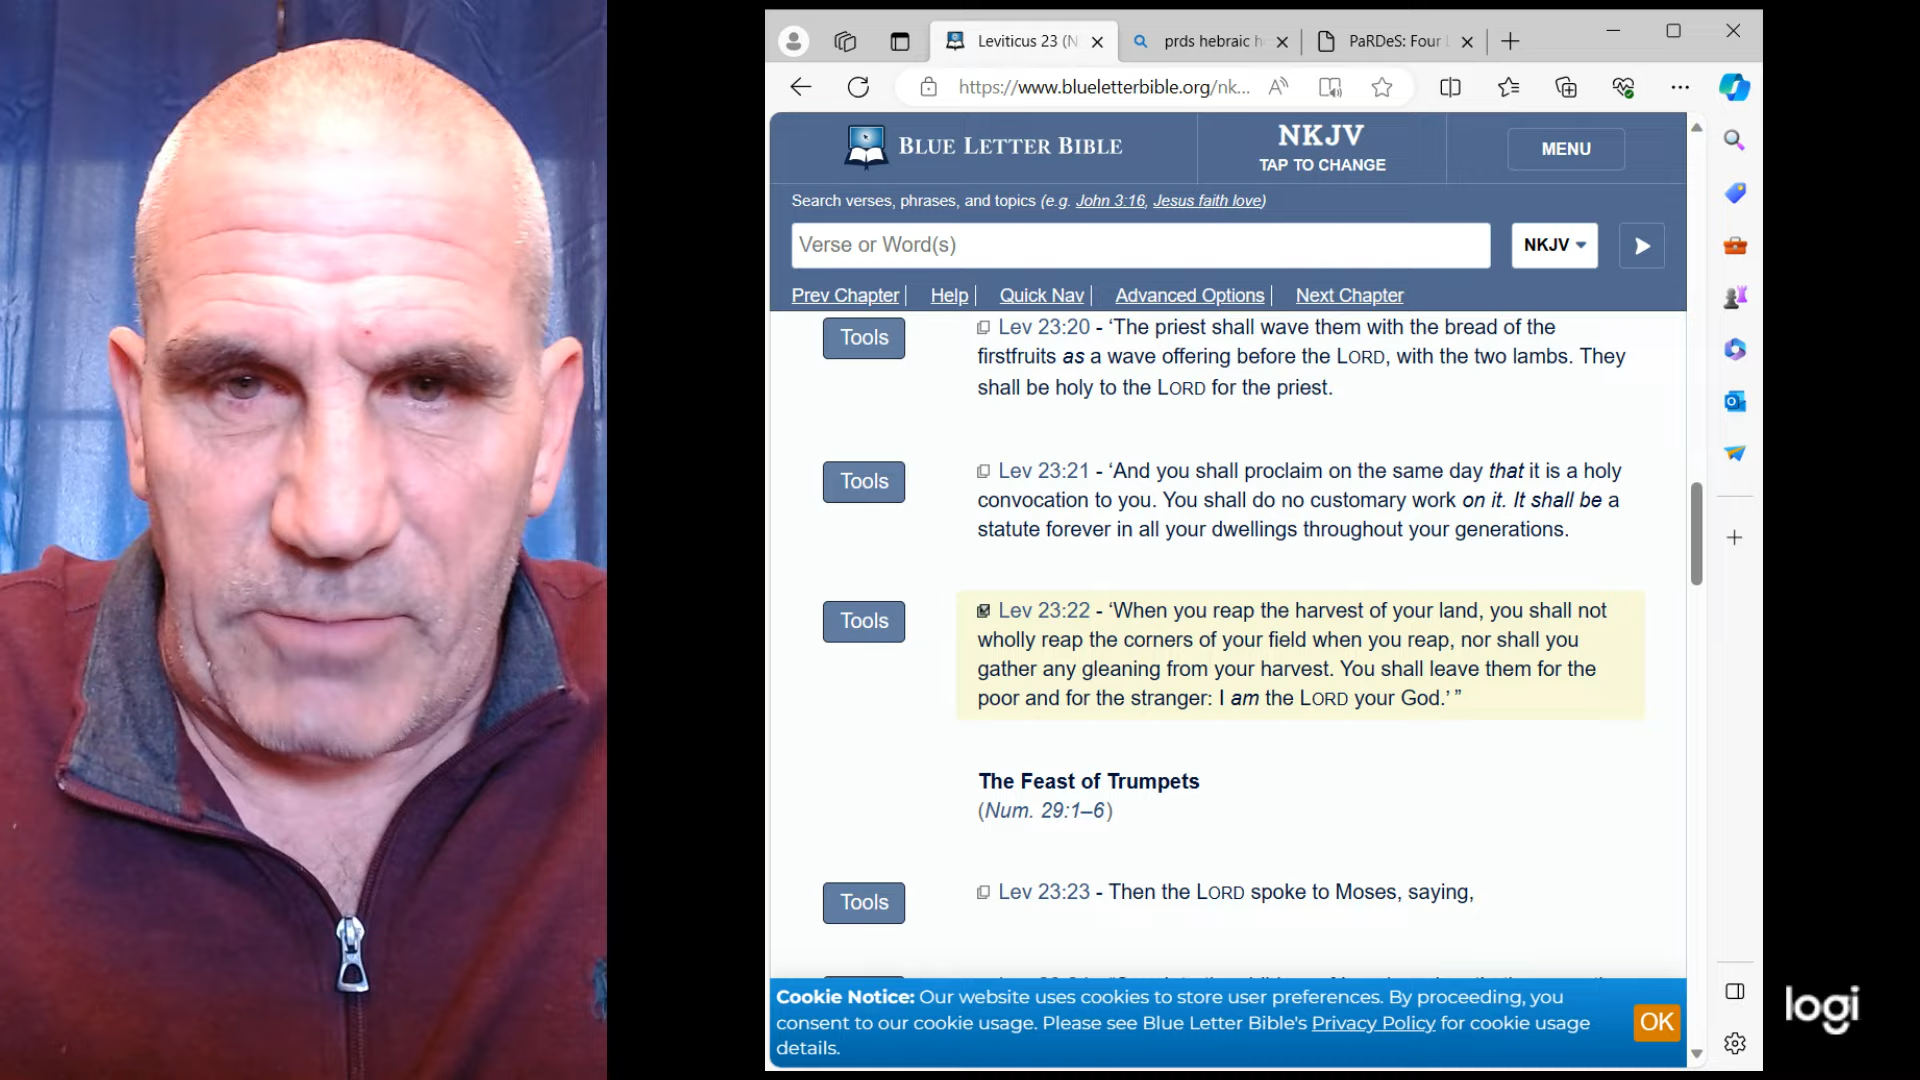 Leviticus 23 (N
prds hebraic h
PaRDeS: Four
https://www.blueletterbible.org/nk...
BLUE LETTER BIBLE
NKJV
TAP TO CHANGE
MENU
Search verses, phrases, and topics (e.g. John 3:16, Jesus faith love)
Verse or Word(s)
NKJV
Prev Chapter
Help
Quick Nav
Advanced Options
Next Chapter
Tools
Lev 23:20 - ‘The priest shall wave them with the bread of the
firstfruits as a wave offering before the LORD, with the two lambs. They
shall be holy to the LORD for the priest.
Tools
Lev 23:21 - ‘And you shall proclaim on the same day that it is a holy
convocation to you. You shall do no customary work on it. It shall be a
statute forever in all your dwellings throughout your generations.
Tools
Lev 23:22 - ‘When you reap the harvest of your land, you shall not
wholly reap the corners of your field when you reap, nor shall you
gather any gleaning from your harvest. You shall leave them for the
poor and for the stranger: I am the LORD your God.’ ”
The Feast of Trumpets
(Num. 29:1–6)
Tools
Lev 23:23 - Then the LORD spoke to Moses, saying,
Cookie Notice: Our website uses cookies to store user preferences. By proceeding, you
consent to our cookie usage. Please see Blue Letter Bible's Privacy Policy for cookie usage
details.
OK
logi